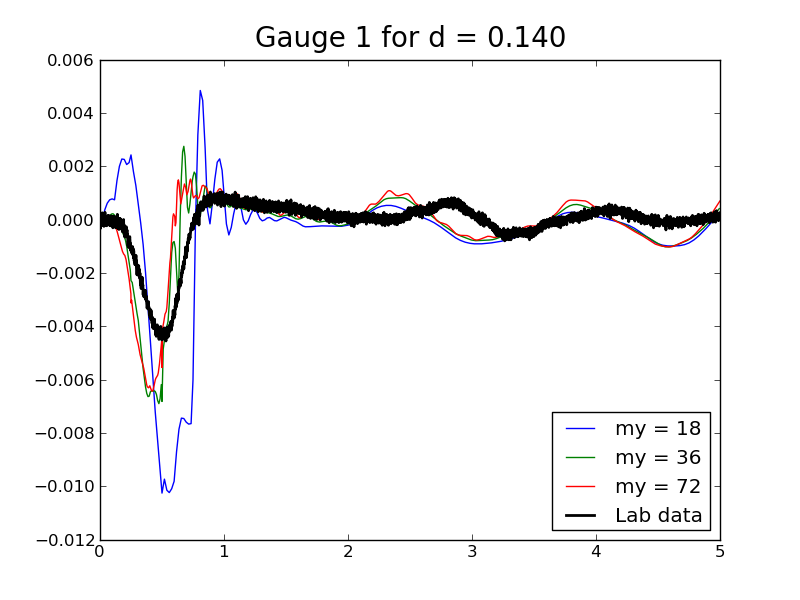 Gauge 1 for d = 0.140
0.006
0.004
0.002
0.000
−0.002
−0.004
−0.006
−0.008
−0.010
−0.012
0 1 2 3 4 5
my = 18
my = 36
my = 72
Lab data